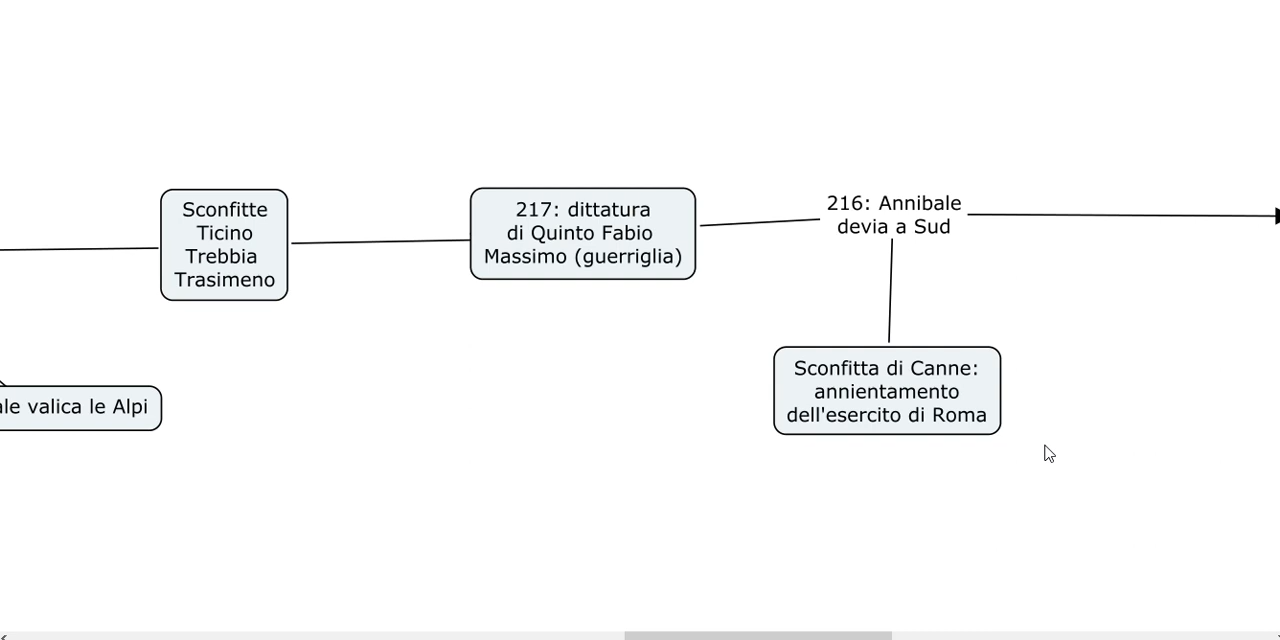 Sconfitte
Ticino
Trebbia
Trasimeno
217: dittatura
di Quinto Fabio
Massimo (guerriglia)
216: Annibale
devia a Sud
Sconfitta di Canne:
annientamento
dell'esercito di Roma
valica le Alpi